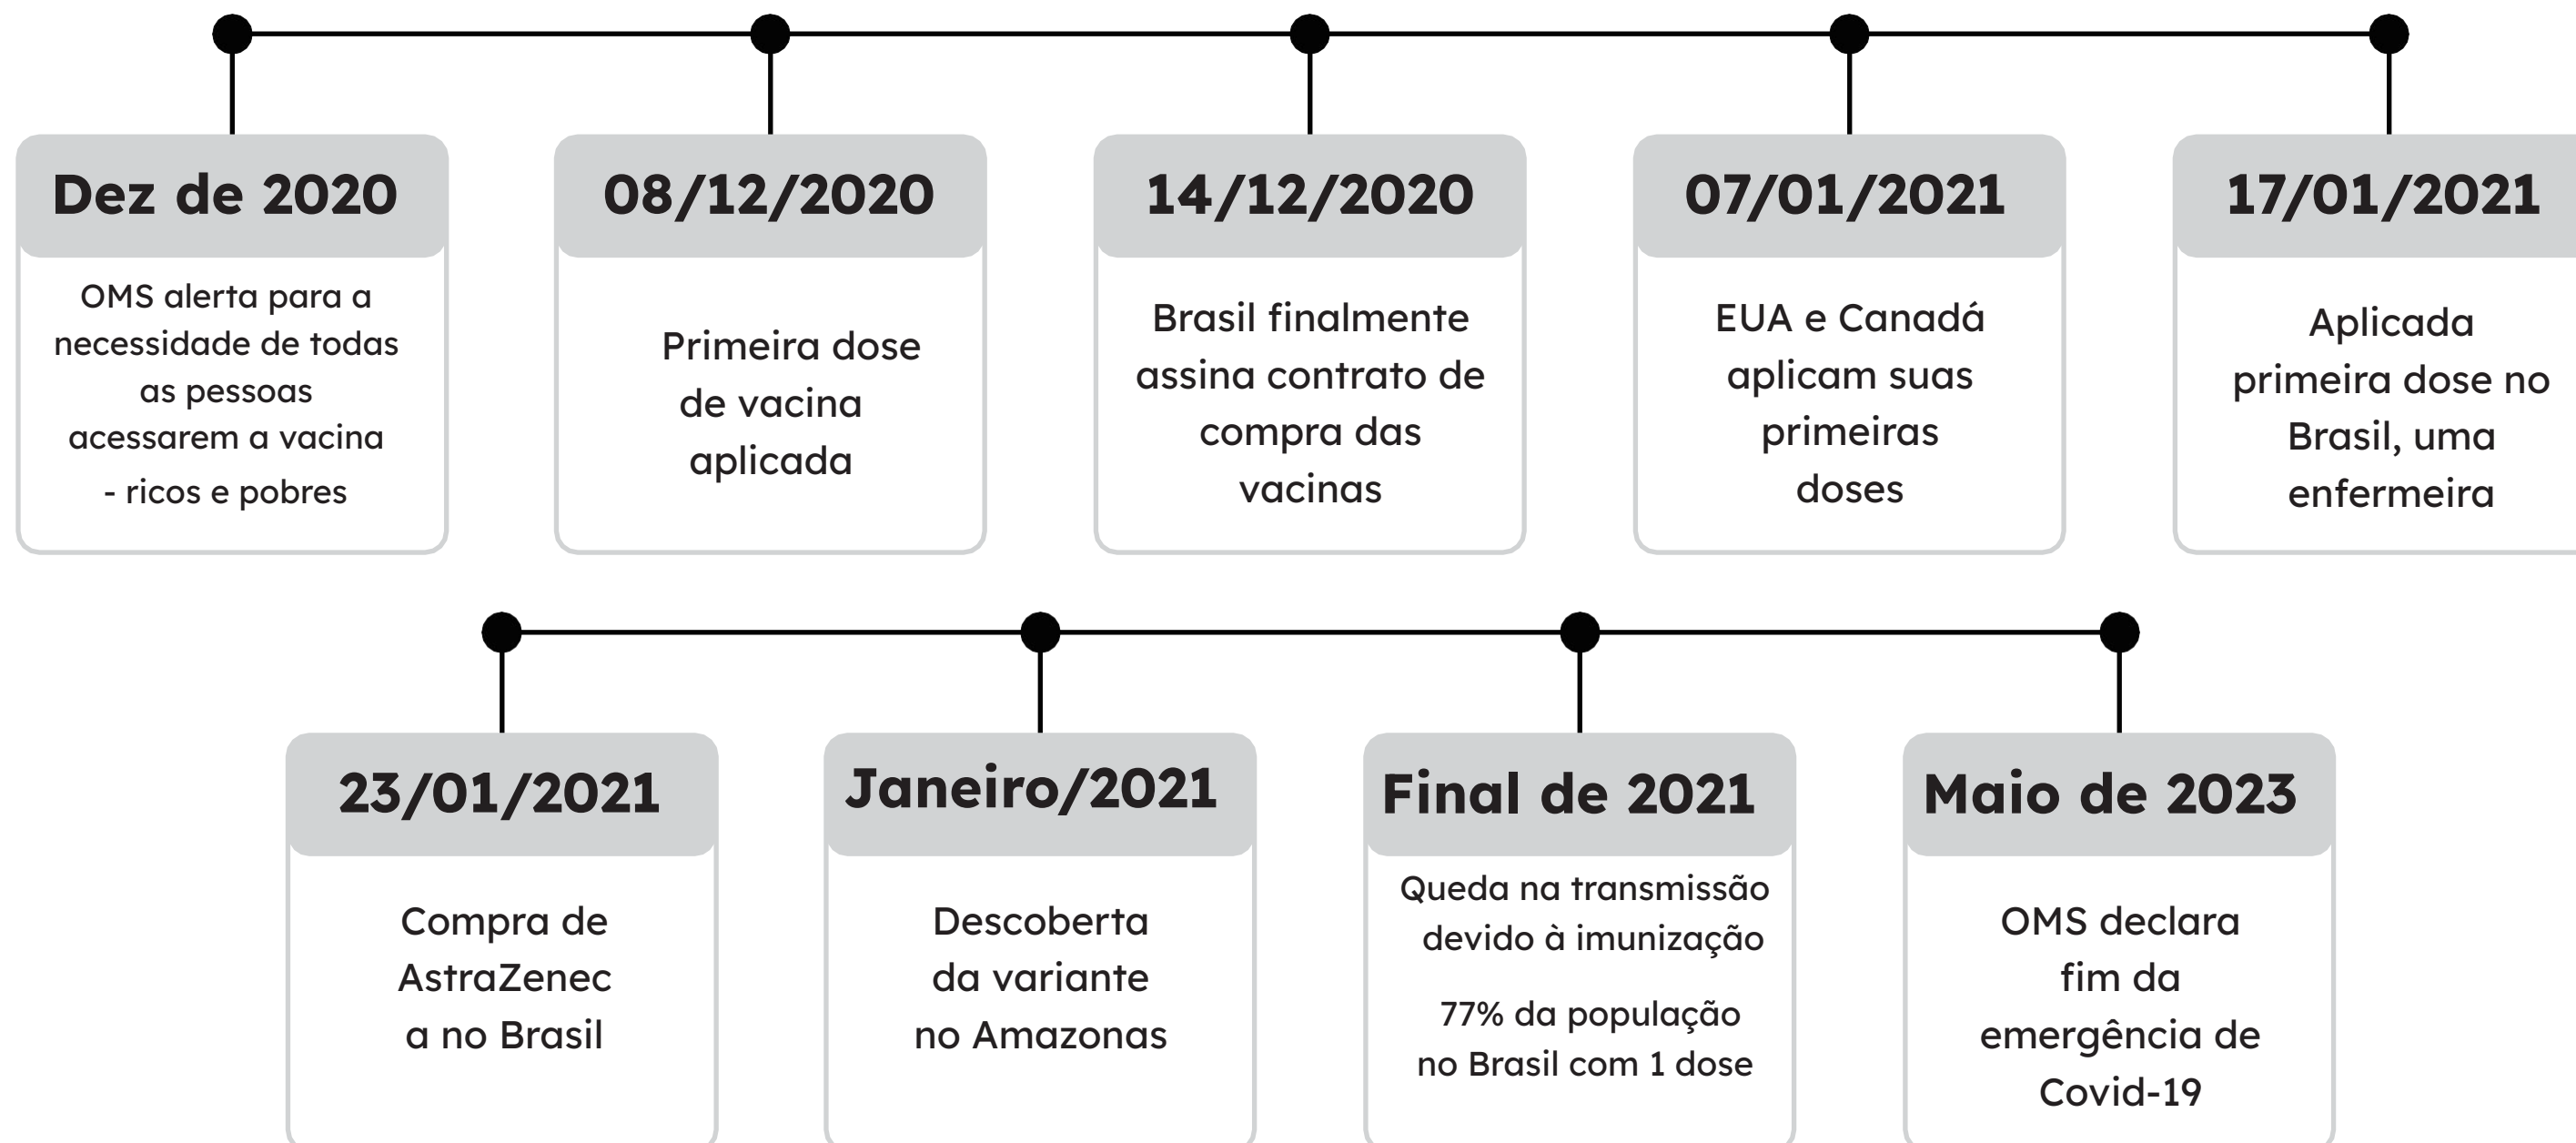 Dez de 2020
OMS alerta para a
necessidade de todas
as pessoas
acessarem a vacina
- ricos e pobres
08/12/2020
Primeira dose
de vacina
aplicada
14/12/2020
Brasil finalmente
assina contrato de
compra das
vacinas
07/01/2021
EUA e Canadá
aplicam suas
primeiras
doses
17/01/2021
Aplicada
primeira dose no
Brasil, uma
enfermeira
23/01/2021
Compra de
AstraZenec
a no Brasil
Janeiro/2021
Descoberta
da variante
no Amazonas
Final de 2021
Queda na transmissão
devido à imunização
77% da população
no Brasil com 1 dose
Maio de 2023
OMS declara
fim da
emergência de
Covid-19